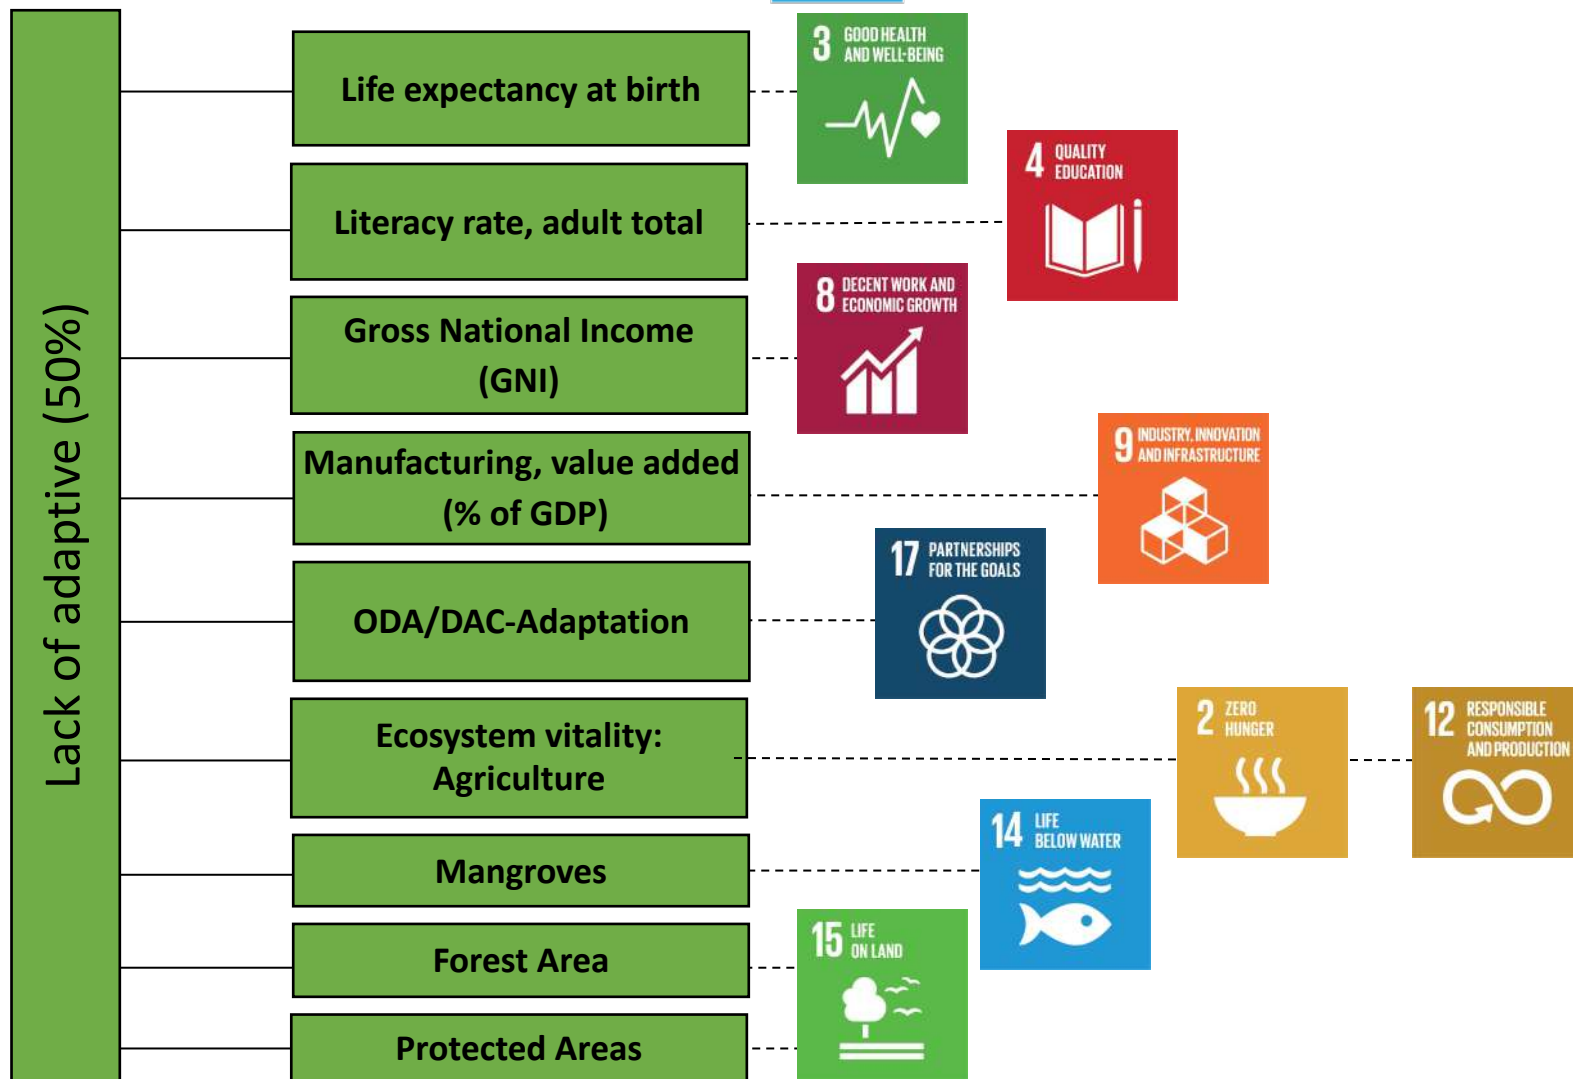 Lack of adaptive (50%)
Life expectancy at birth
3 GOOD HEALTH
AND WELL-BEING
Literacy rate, adult total
4 QUALITY
EDUCATION
Gross National Income
(GNI)
8 DECENT WORK AND
ECONOMIC GROWTH
Manufacturing, value added
(% of GDP)
9 INDUSTRY, INNOVATION
AND INFRASTRUCTURE
ODA/DAC-Adaptation
17 PARTNERSHIPS
FOR THE GOALS
Ecosystem vitality:
Agriculture
2 ZERO
HUNGER
12 RESPONSIBLE
CONSUMPTION
AND PRODUCTION
Mangroves
14 LIFE
BELOW WATER
Forest Area
15 LIFE
ON LAND
Protected Areas